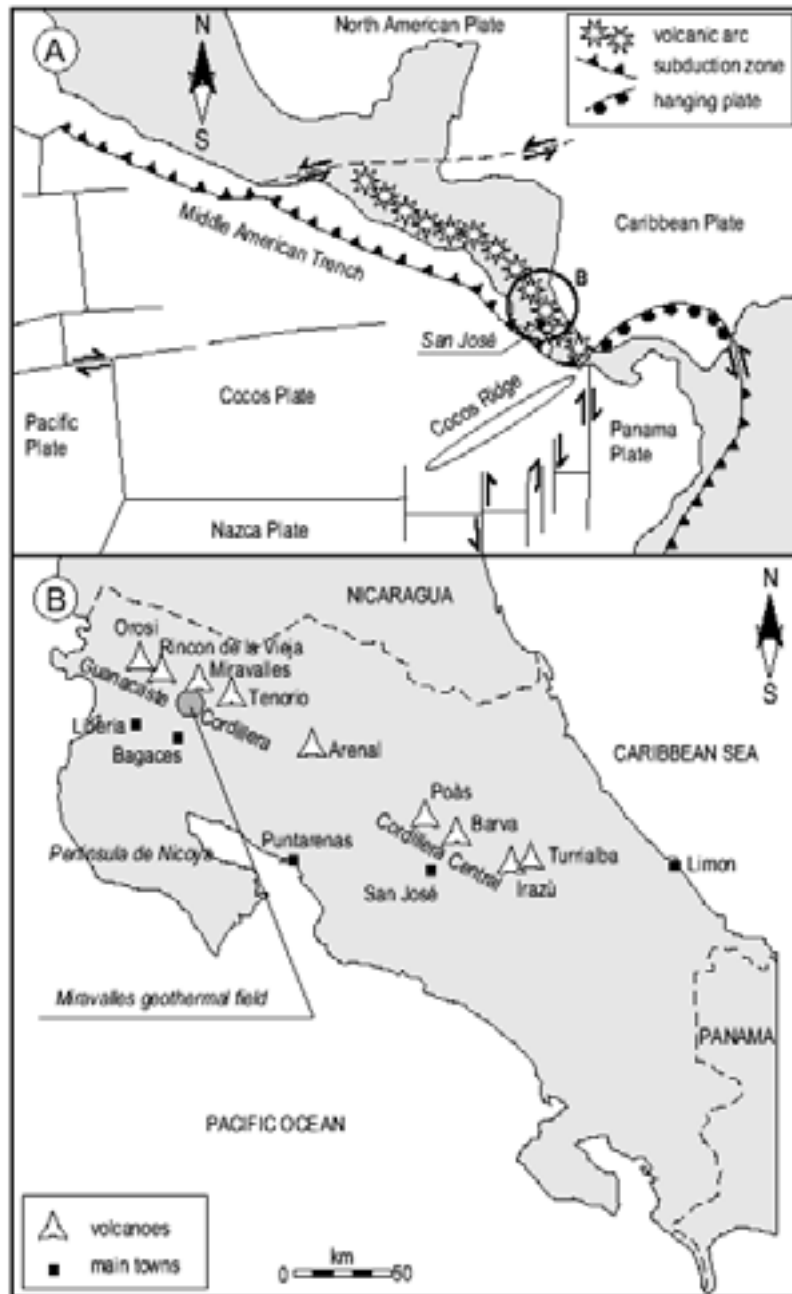 A
N
S
North American Plate
volcanic arc
subduction zone
hanging plate
Middle American Trench
Caribbean Plate
B
San José
Cocos Plate
Cocos Ridge
Pacific
Plate
Panama
Plate
Nazca Plate
B
NICARAGUA
N
S
Orosi
Rincon de la Vieja
Miravalles
Guanacaste
Cordillera
Tenorio
Liberia
Bagaces
Arenal
CARIBBEAN SEA
Poàs
Barva
Cordillera Central
Turrialba
Irazù
Peninsula de Nicoya
Puntarenas
San José
Limon
Miravalles geothermal field
PANAMA
PACIFIC OCEAN
volcanoes
main towns
km
0 50